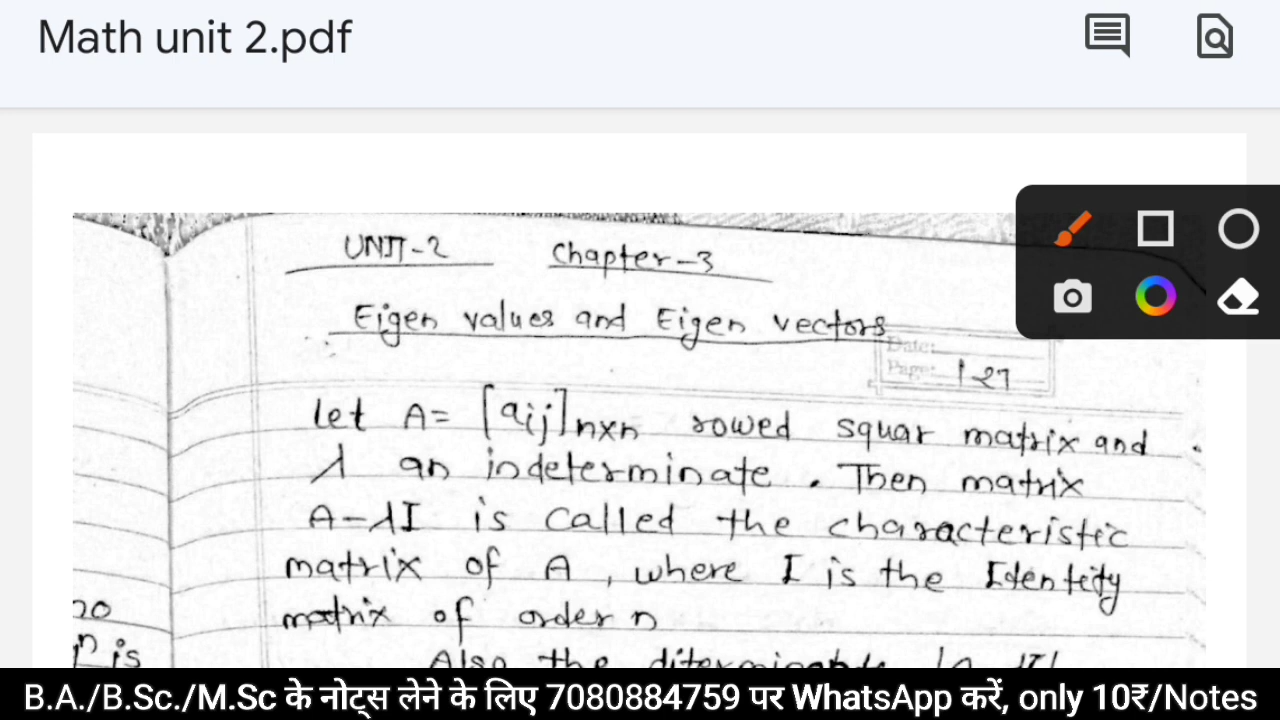 Math unit 2.pdf
UNIT-2 Chapter-3
Eigen values and Eigen vectors
Date:
Page: 127
let A= [aij]nxn rowed squar matrix and
λ an indeterminate . Then matrix
A-λI is called the characteristic
matrix of A , where I is the Identity
matrix of order n
20
n is
Also the
B.A./B.Sc./M.Sc के नोट्स लेने के लिए 7080884759 पर WhatsApp करें, only 10₹/Notes